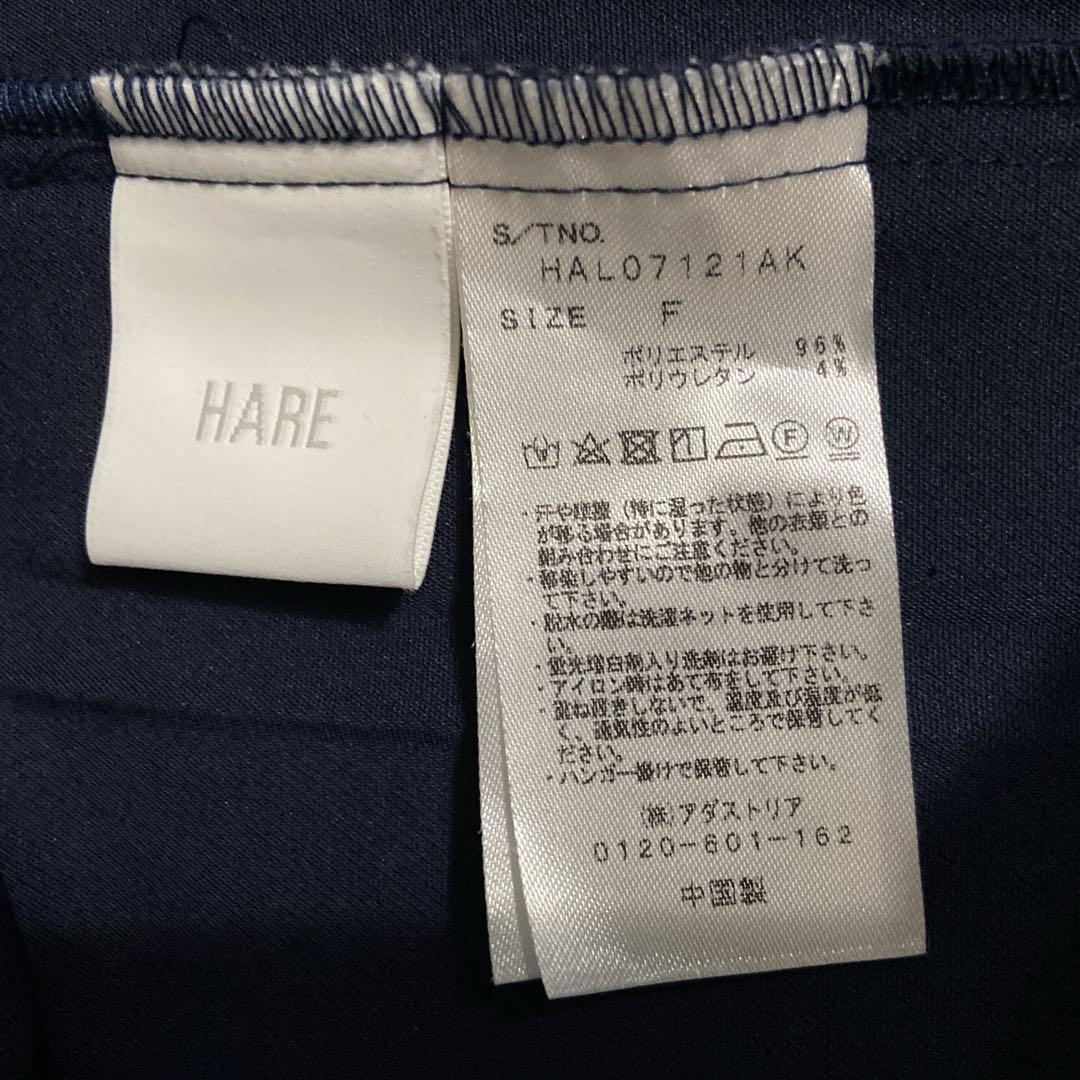 HARE
S/TNO.
HAL07121AK
SIZE F
ポリエステル 96%
ポリウレタン 4%
・汗や摩擦（特に湿った状態）により色
が移る場合があります。他の衣類との
組み合わせにご注意ください。
・移染しやすいので他の物と分けて洗っ
て下さい。
・脱水の際は洗濯ネットを使用して下さ
い。
・蛍光増白剤入り洗剤はお避け下さい。
・アイロン時はあて布をして下さい。
・重ね置きしないで、温度及び湿度が低
く、通気性のよいところで保管してく
ださい。
・ハンガー掛けで保管して下さい。
(株)アダストリア
0120-601-162
中国製